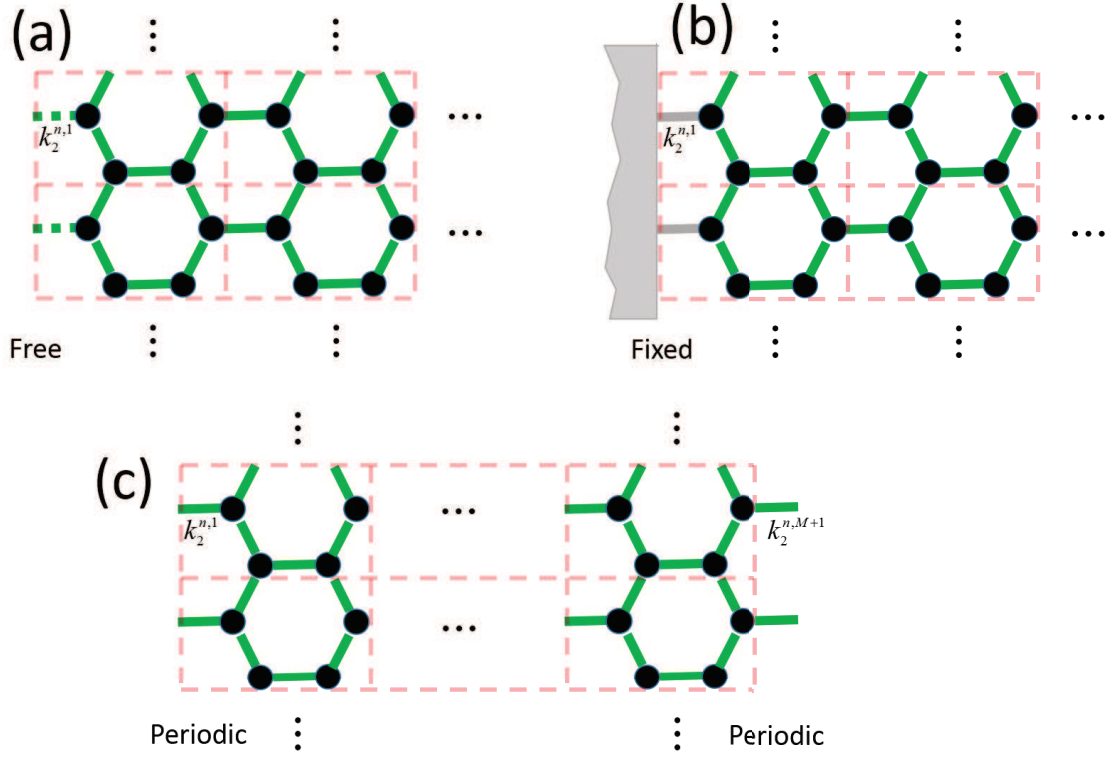 (a)
(b)
k_2^{n,1}
k_2^{n,1}
Free
Fixed
(c)
k_2^{n,1}
k_2^{n,M+1}
Periodic
Periodic